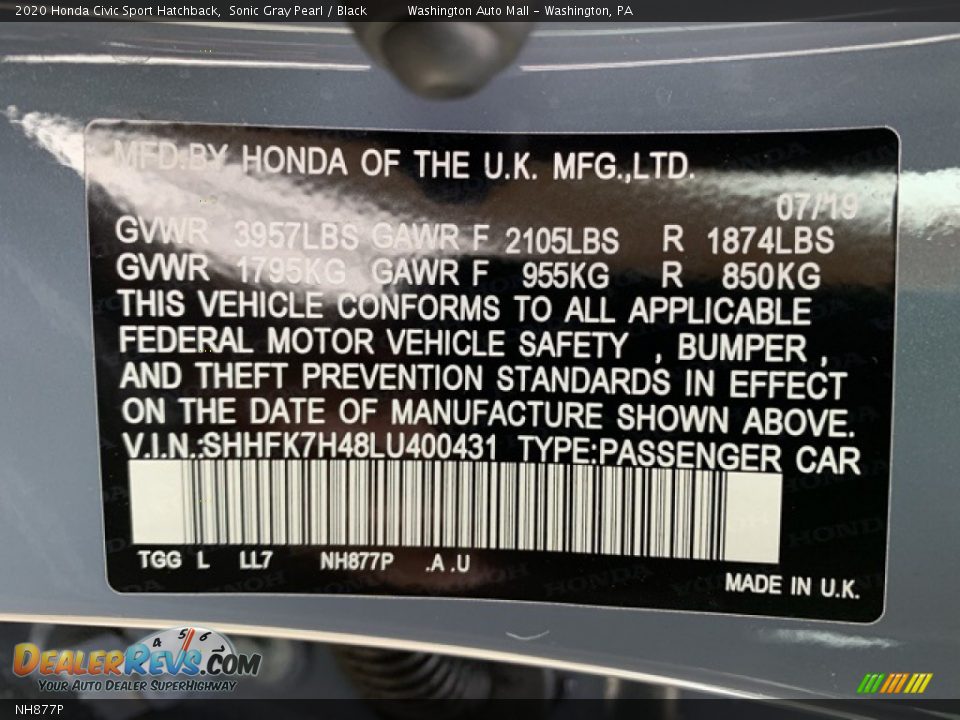 2020 Honda Civic Sport Hatchback, Sonic Gray Pearl / Black Washington Auto Mall - Washington, PA
MFD.BY HONDA OF THE U.K. MFG.,LTD.
07/19
GVWR 3957LBS GAWR F 2105LBS R 1874LBS
GVWR 1795KG GAWR F 955KG R 850KG
THIS VEHICLE CONFORMS TO ALL APPLICABLE
FEDERAL MOTOR VEHICLE SAFETY , BUMPER ,
AND THEFT PREVENTION STANDARDS IN EFFECT
ON THE DATE OF MANUFACTURE SHOWN ABOVE.
V.I.N.:SHHFK7H48LU400431 TYPE:PASSENGER CAR
TGG L LL7 NH877P .A .U
MADE IN U.K.
4 5 6
DEALERREVS.COM
YOUR AUTO DEALER SUPERHIGHWAY
NH877P